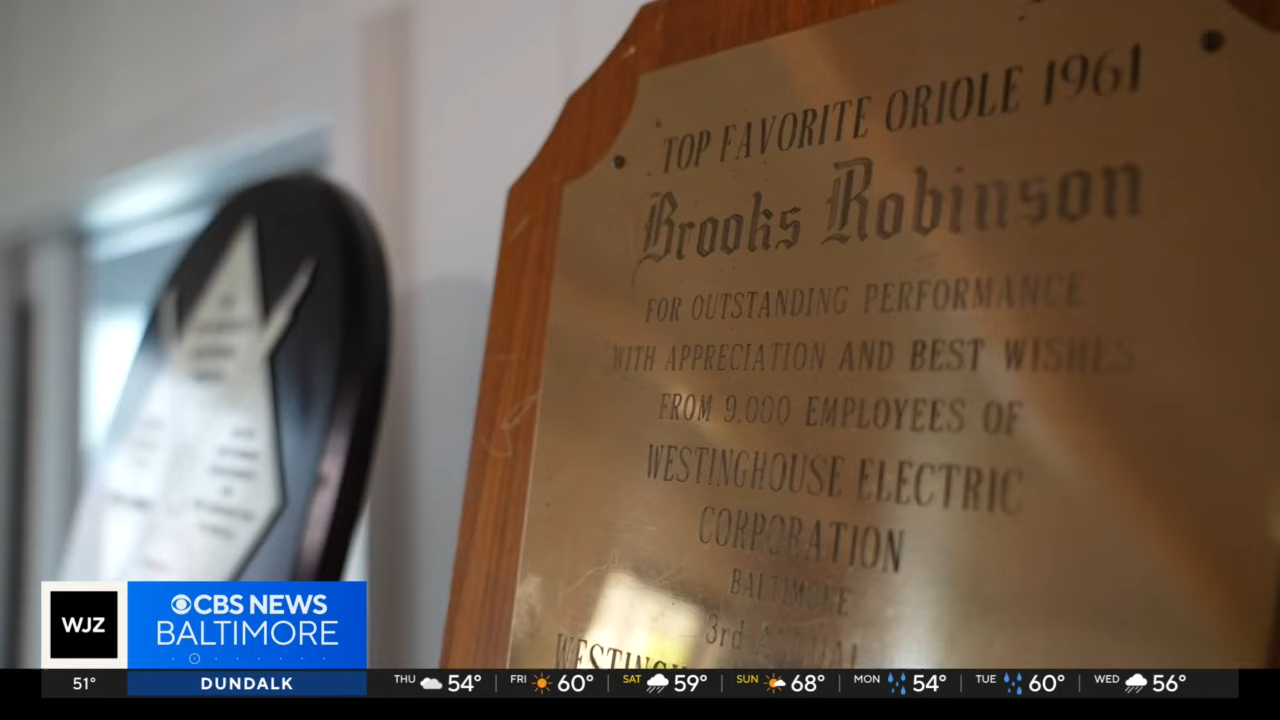 TOP FAVORITE ORIOLE 1961
Brooks Robinson
FOR OUTSTANDING PERFORMANCE
WITH APPRECIATION AND BEST WISHES
FROM 9,000 EMPLOYEES OF
WESTINGHOUSE ELECTRIC
CORPORATION
BALTIMORE
3rd ANNUAL
WJZ
CBS NEWS
BALTIMORE
51° DUNDALK THU 54° FRI 60° SAT 59° SUN 68° MON 54° TUE 60° WED 56°